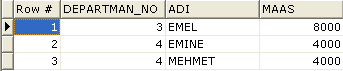 Row # DEPARTMAN_NO ADI MAAS
1 3 EMEL 8000
2 4 EMINE 4000
3 4 MEHMET 4000